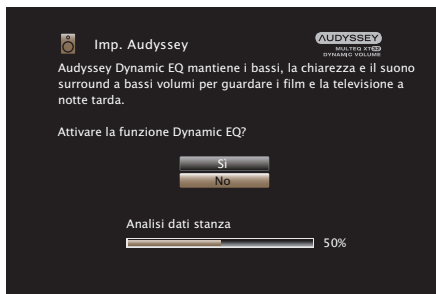 Imp. Audyssey
AUDYSSEY
MULTEQ XT32
DYNAMIC VOLUME
Audyssey Dynamic EQ mantiene i bassi, la chiarezza e il suono
surround a bassi volumi per guardare i film e la televisione a
notte tarda.
Attivare la funzione Dynamic EQ?
Sì
No
Analisi dati stanza
50%